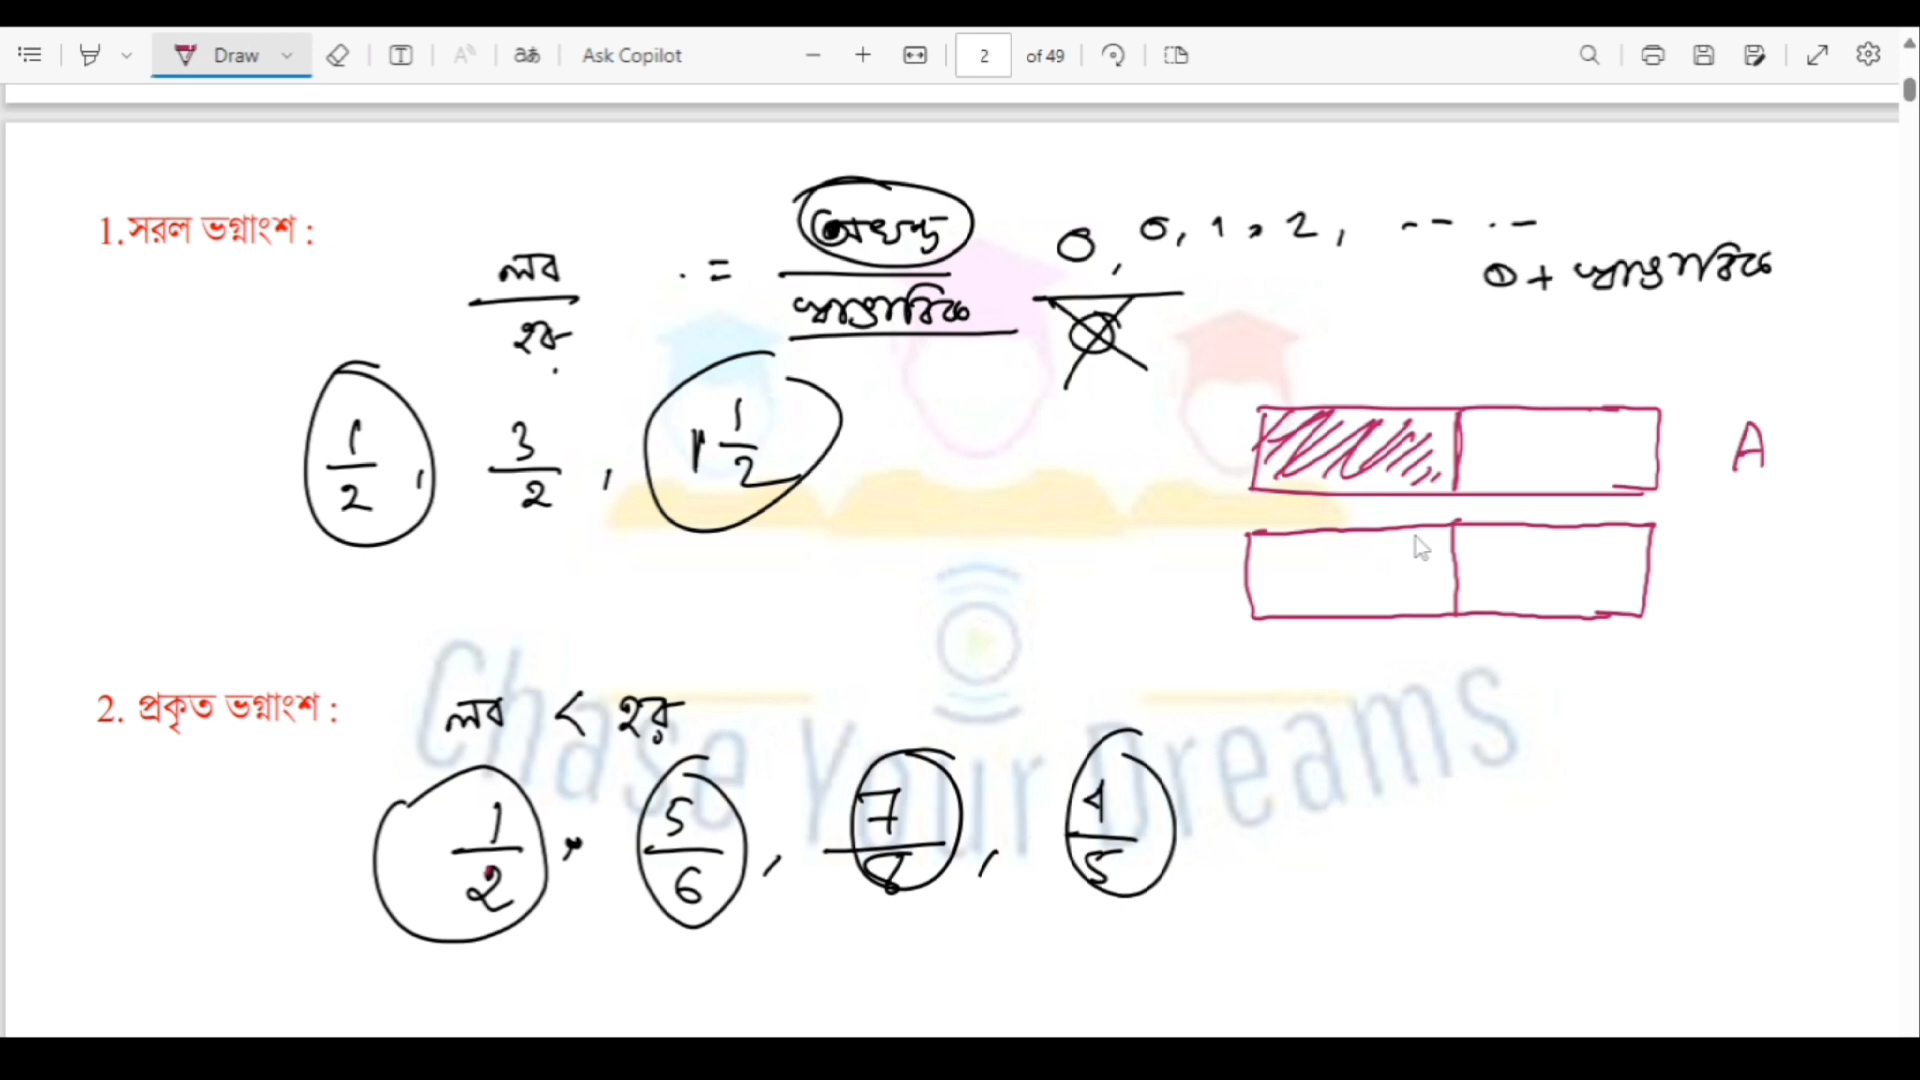 Draw Ask Copilot 2 of 49
1.সরল ভগ্নাংশ :
লব = অখণ্ড 0, 0, 1, 2, ---
হর স্বাভাবিক 0 0 + স্বাভাবিক
1/2, 3/2, 1 1/2
A
2. প্রকৃত ভগ্নাংশ : লব < হর
1/2, 5/6, 7/8, 4/5
Chase Your Dreams